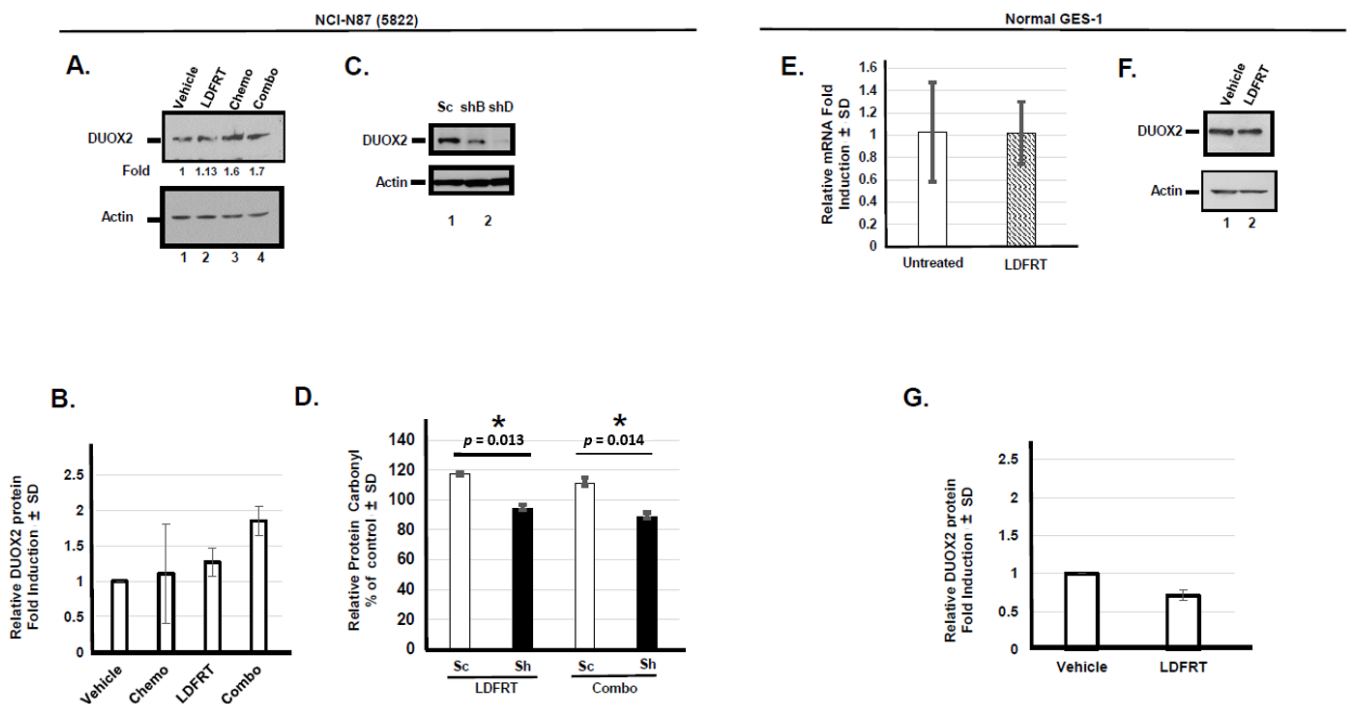 NCI-N87 (5822)
Normal GES-1
A.
Vehicle
LDFRT
Chemo
Combo
DUOX2
Fold 1 1.13 1.6 1.7
Actin
1 2 3 4
C.
Sc shB shD
DUOX2
Actin
1 2
E.
Relative mRNA Fold
Induction ± SD
1.6
1.4
1.2
1
0.8
0.6
0.4
0.2
0
Untreated LDFRT
F.
Vehicle
LDFRT
DUOX2
Actin
1 2
B.
Relative DUOX2 protein
Fold Induction ± SD
2.5
2
1.5
1
0.5
0
Vehicle
Chemo
LDFRT
Combo
D.
Relative Protein Carbonyl
% of control ± SD
140
120
100
80
60
40
20
0
* *
p = 0.013 p = 0.014
Sc Sh Sc Sh
LDFRT Combo
G.
Relative DUOX2 protein
Fold Induction ± SD
2.5
2
1
0.5
0
Vehicle LDFRT